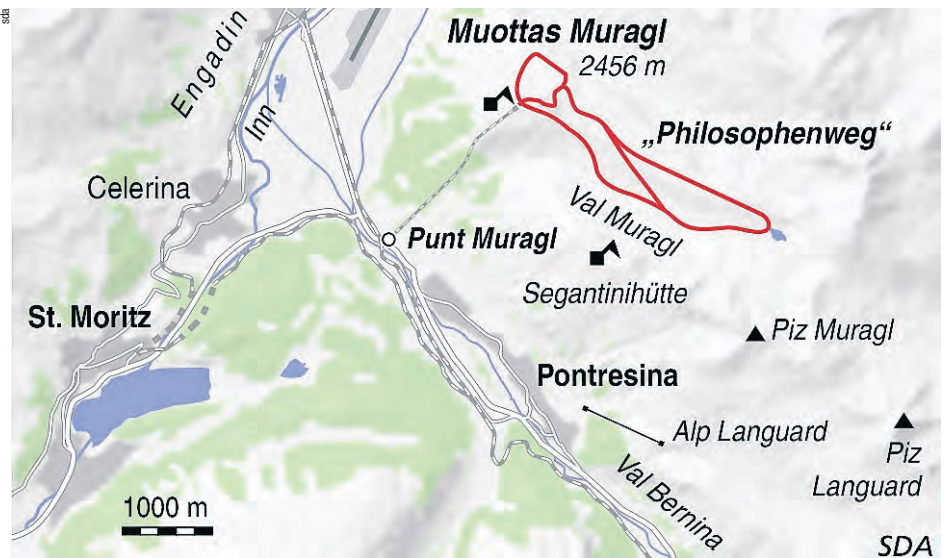 sda
Muottas Muragl
2456 m
Engadin
Inn
„Philosophenweg“
Celerina
Val Muragl
Punt Muragl
Segantinihütte
St. Moritz
Piz Muragl
Pontresina
Alp Languard
Piz
Languard
Val Bernina
1000 m
SDA